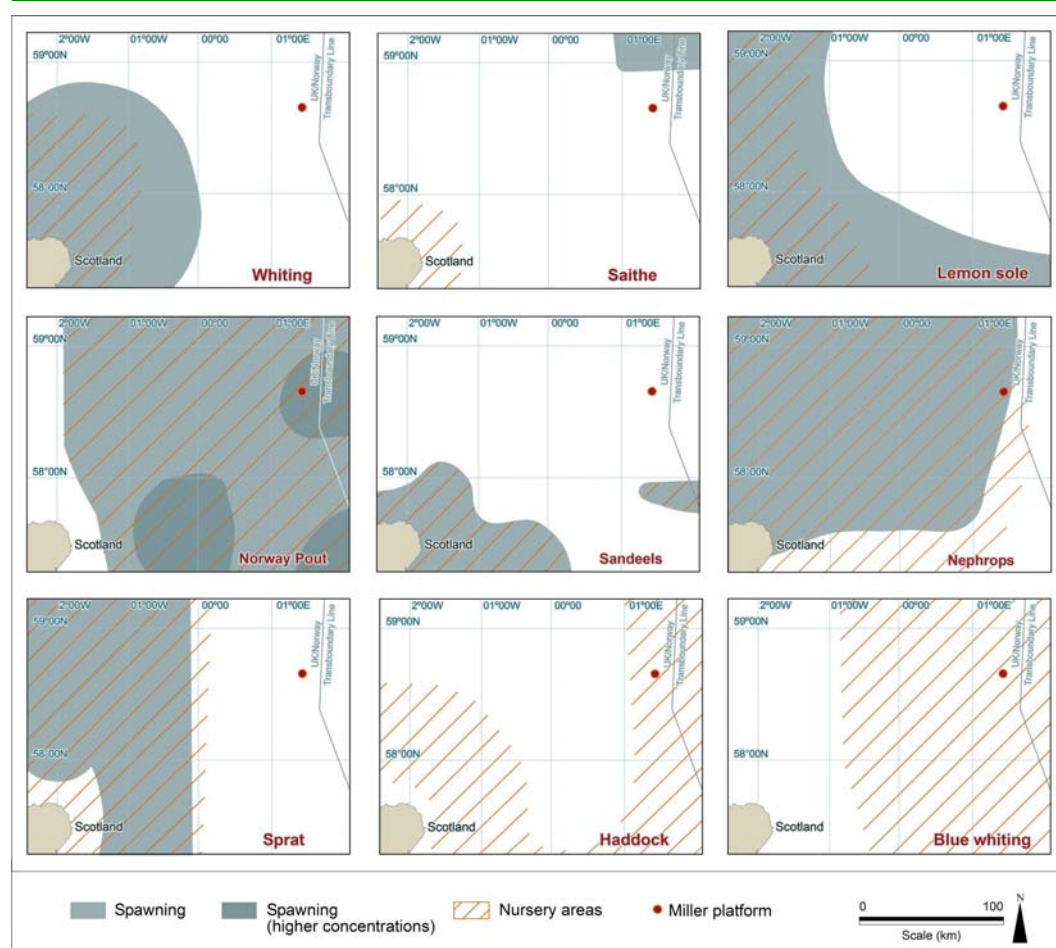 2°00W 01°00W 00°00 01°00E
59°00N
58°00N
UK/Norway
Transboundary Line
Scotland
Whiting
2°00W 01°00W 00°00 01°00E
59°00N
58°00N
UK/Norway
Transboundary Line
Scotland
Saithe
2°00W 01°00W 00°00 01°00E
59°00N
58°00N
UK/Norway
Transboundary Line
Scotland
Lemon sole
2°00W 01°00W 00°00 01°00E
59°00N
58°00N
UK/Norway
Transboundary Line
Scotland
Norway Pout
2°00W 01°00W 00°00 01°00E
59°00N
58°00N
UK/Norway
Transboundary Line
Scotland
Sandeels
2°00W 01°00W 00°00 01°00E
59°00N
58°00N
UK/Norway
Transboundary Line
Scotland
Nephrops
2°00W 01°00W 00°00 01°00E
59°00N
58°00N
UK/Norway
Transboundary Line
Scotland
Sprat
2°00W 01°00W 00°00 01°00E
59°00N
58°00N
UK/Norway
Transboundary Line
Scotland
Haddock
2°00W 01°00W 00°00 01°00E
59°00N
58°00N
UK/Norway
Transboundary Line
Scotland
Blue whiting
Spawning
Spawning
(higher concentrations)
Nursery areas
Miller platform
0 100
Scale (km)
N